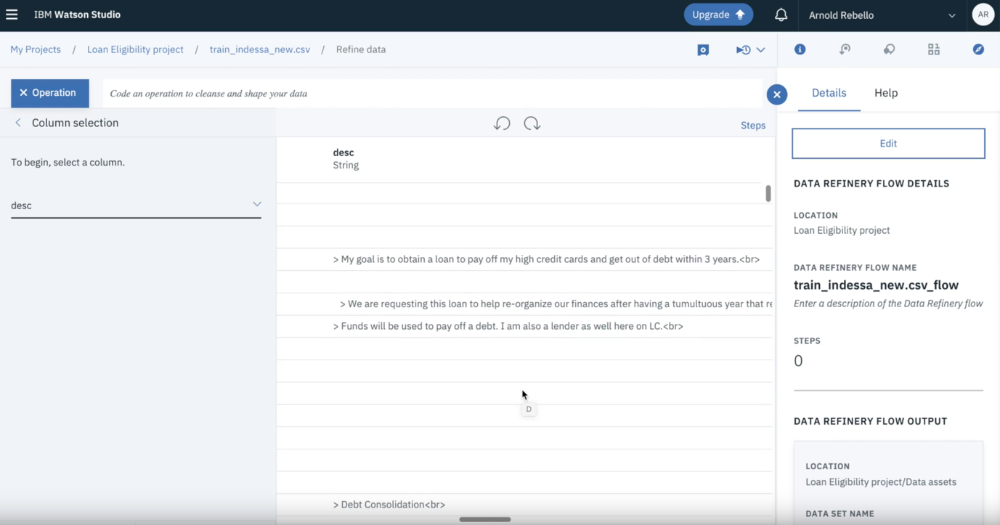 IBM Watson Studio
Upgrade
Arnold Rebello
AR
My Projects / Loan Eligibility project / train_indessa_new.csv / Refine data
Operation
Code an operation to cleanse and shape your data
Details
Help
Column selection
Steps
To begin, select a column.
desc
desc
String
> My goal is to obtain a loan to pay off my high credit cards and get out of debt within 3 years.<br>
> We are requesting this loan to help re-organize our finances after having a tumultuous year that re
> Funds will be used to pay off a debt. I am also a lender as well here on LC.<br>
D
> Debt Consolidation<br>
Edit
DATA REFINERY FLOW DETAILS
LOCATION
Loan Eligibility project
DATA REFINERY FLOW NAME
train_indessa_new.csv_flow
Enter a description of the Data Refinery flow
STEPS
0
DATA REFINERY FLOW OUTPUT
LOCATION
Loan Eligibility project/Data assets
DATA SET NAME